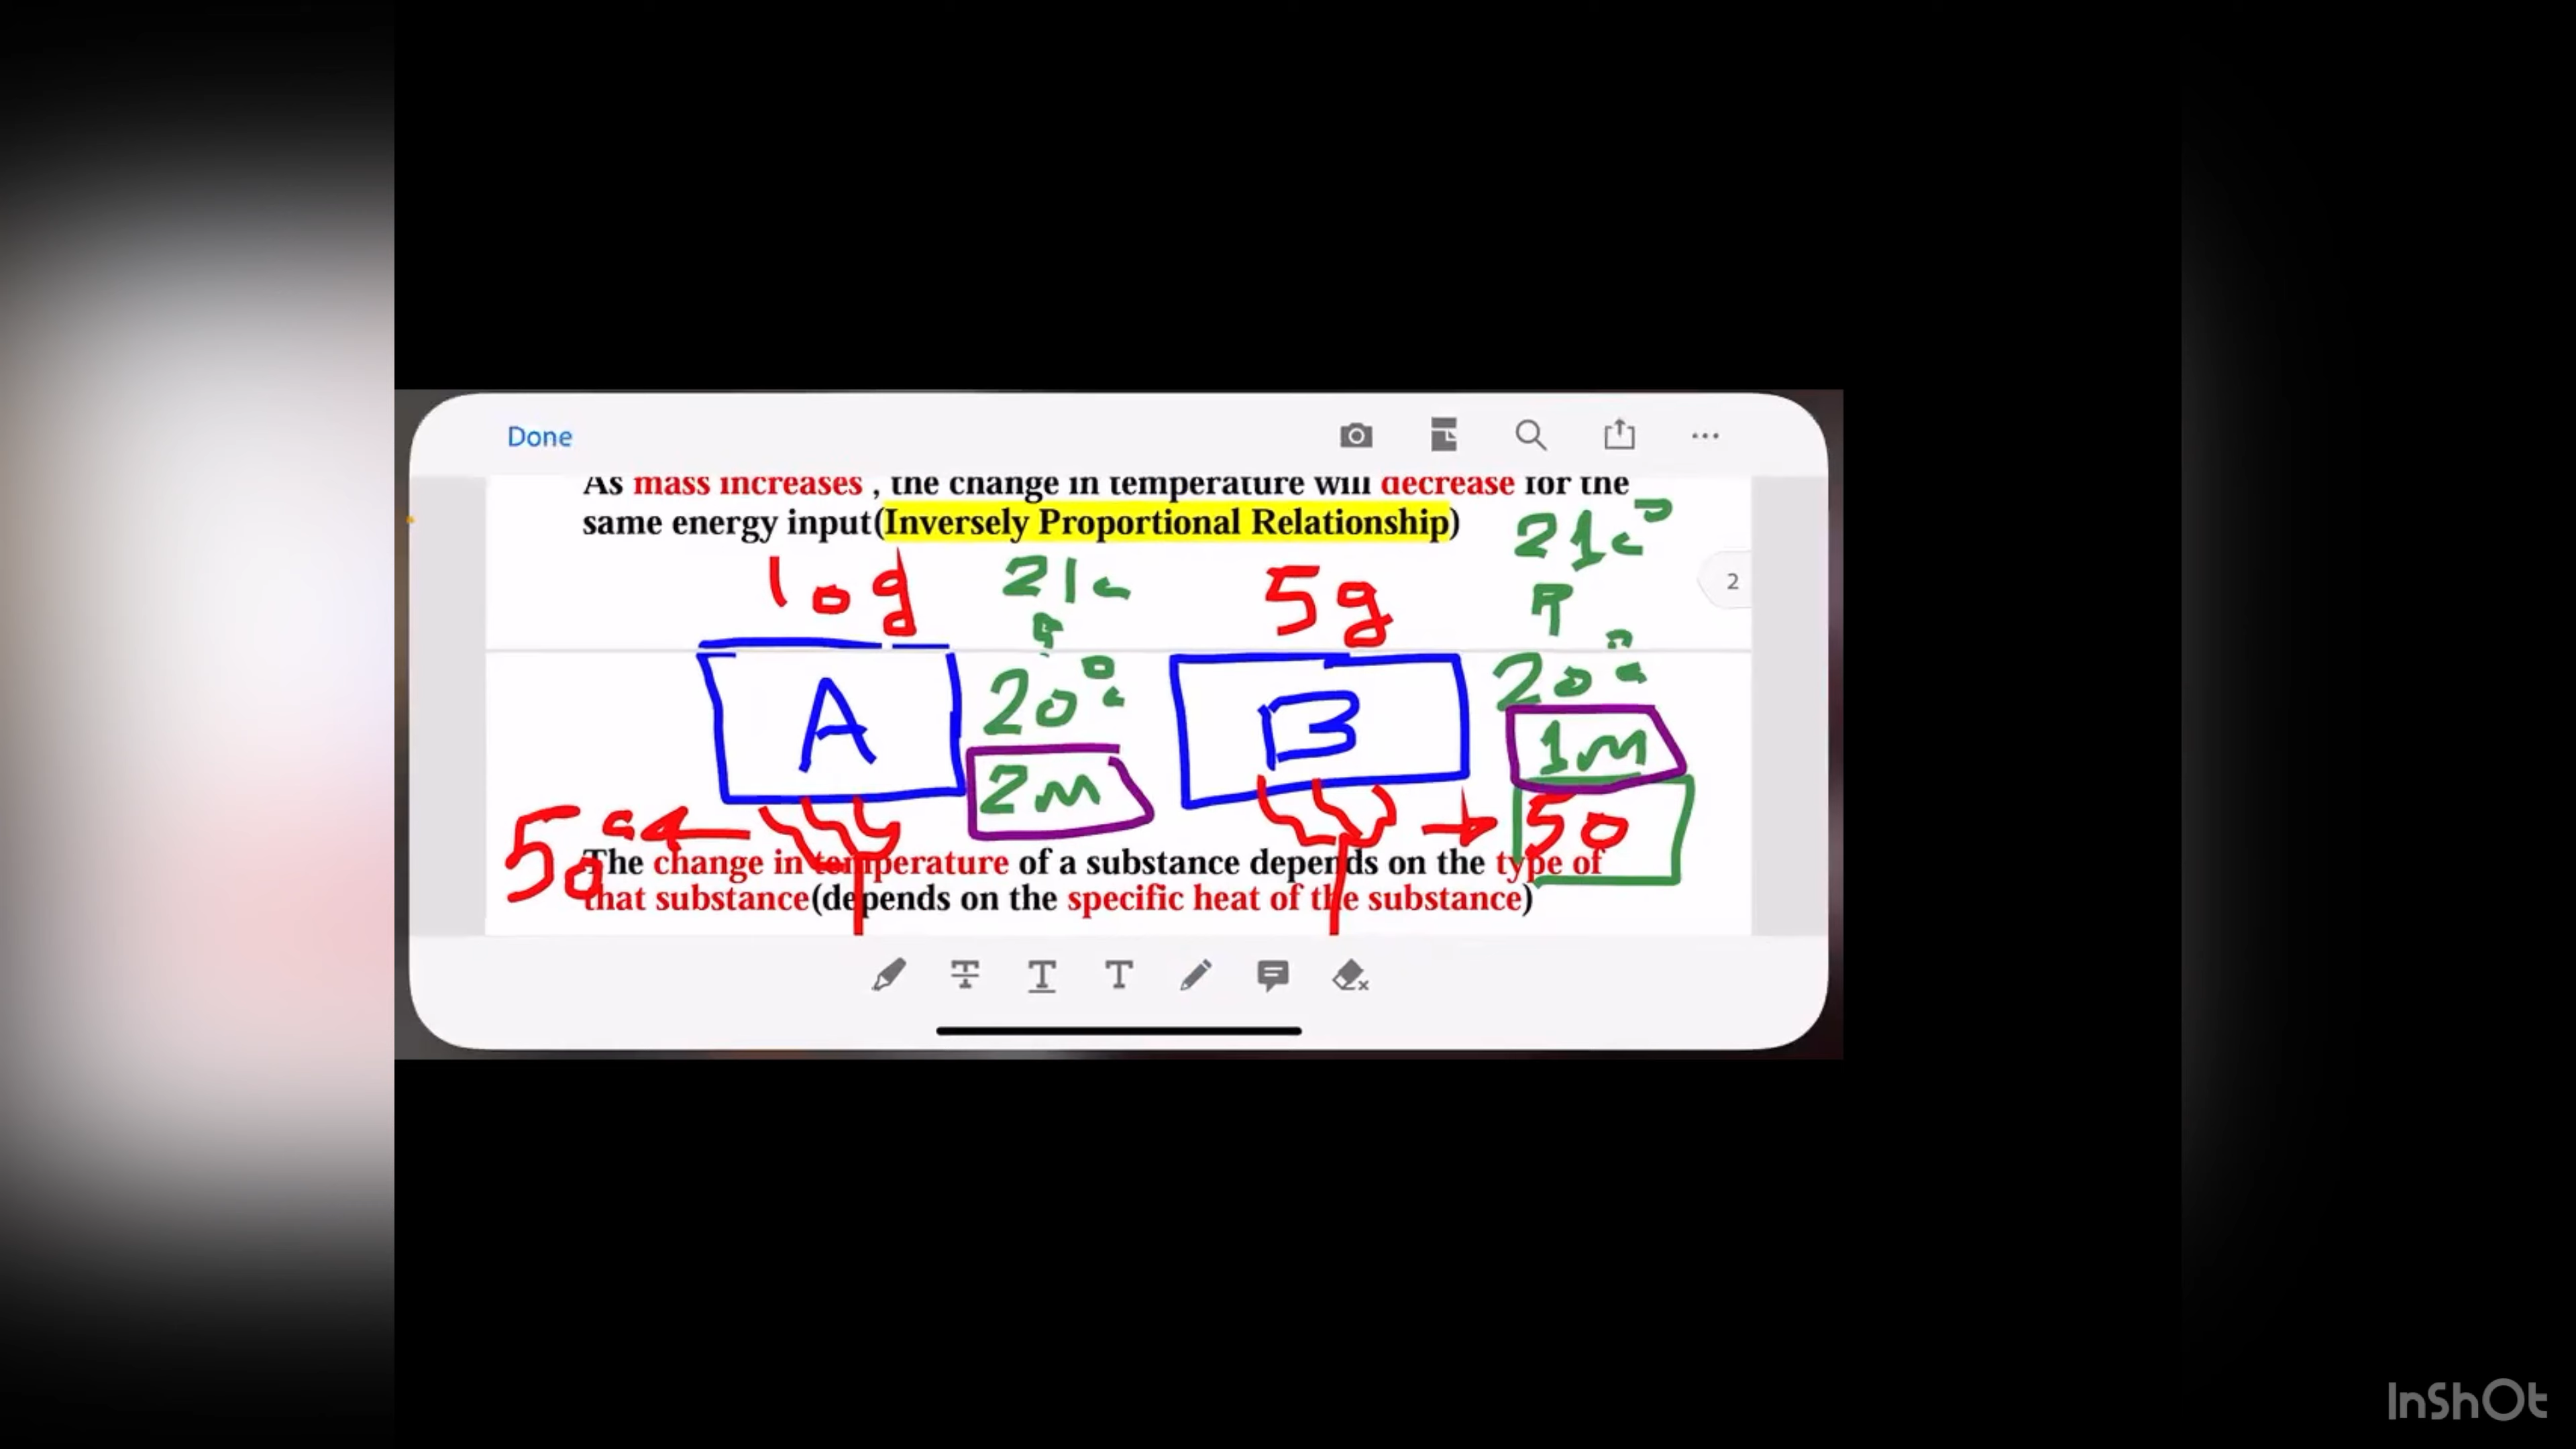 Done
As mass increases , the change in temperature will decrease for the
same energy input(Inversely Proportional Relationship)
21c°
10g 21c 5g
2
A 20°c B 20°c
2m 1m
50 50
The change in temperature of a substance depends on the type of
that substance(depends on the specific heat of the substance)
InShOt